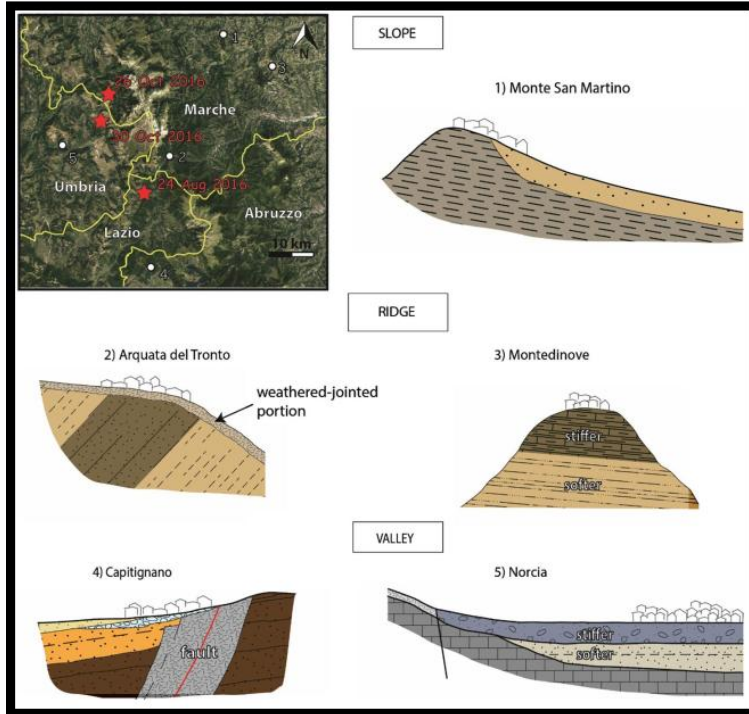 SLOPE
1
N
3
26 Oct 2016
Marche
30 Oct 2016
5
2
Umbria
24 Aug 2016
Abruzzo
Lazio
10 km
4
1) Monte San Martino
RIDGE
2) Arquata del Tronto
weathered-jointed
portion
3) Montedinove
stiffer
softer
VALLEY
4) Capitignano
fault
5) Norcia
stiffer
softer